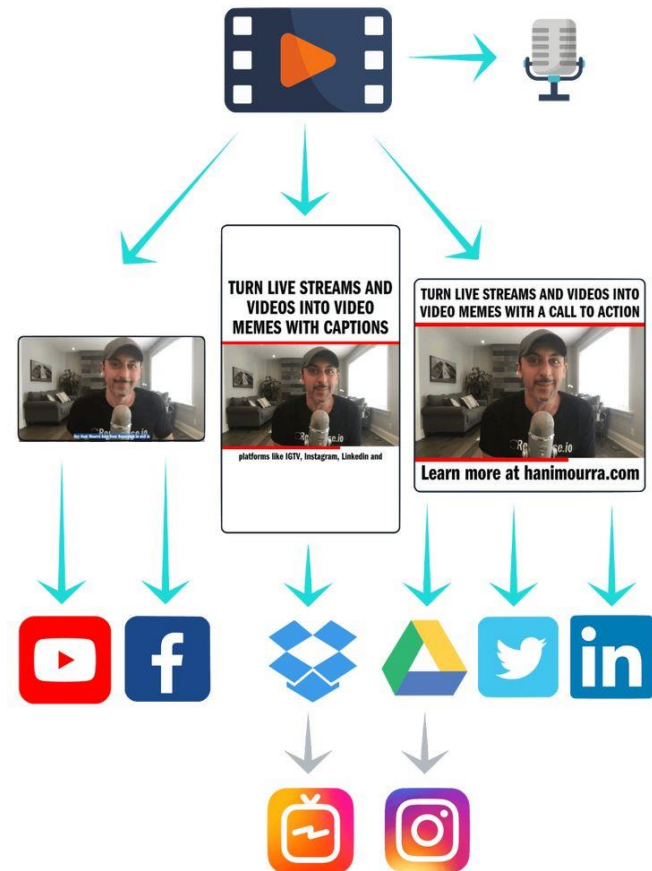 TURN LIVE STREAMS AND
VIDEOS INTO VIDEO
MEMES WITH CAPTIONS
platforms like IGTV, Instagram, Linkedin and
TURN LIVE STREAMS AND VIDEOS INTO
VIDEO MEMES WITH A CALL TO ACTION
Learn more at hanimourra.com
f
in